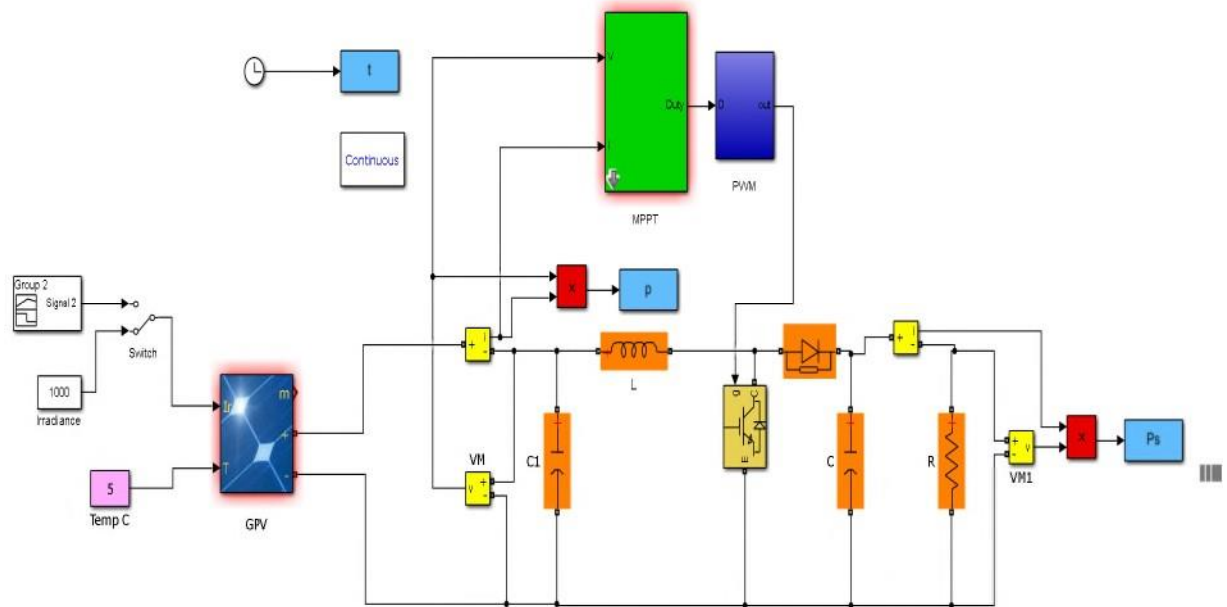 t
Continuous
V
I
Duty
MPPT
D
out
PWM
Group 2
Signal 2
Switch
1000
Irradiance
5
Temp C
Ir
T
m
+
-
GPV
x
p
+
i
-
VM
v
+
-
C1
L
g
C
E
C
R
+
i
-
+
v
-
VM1
x
Ps